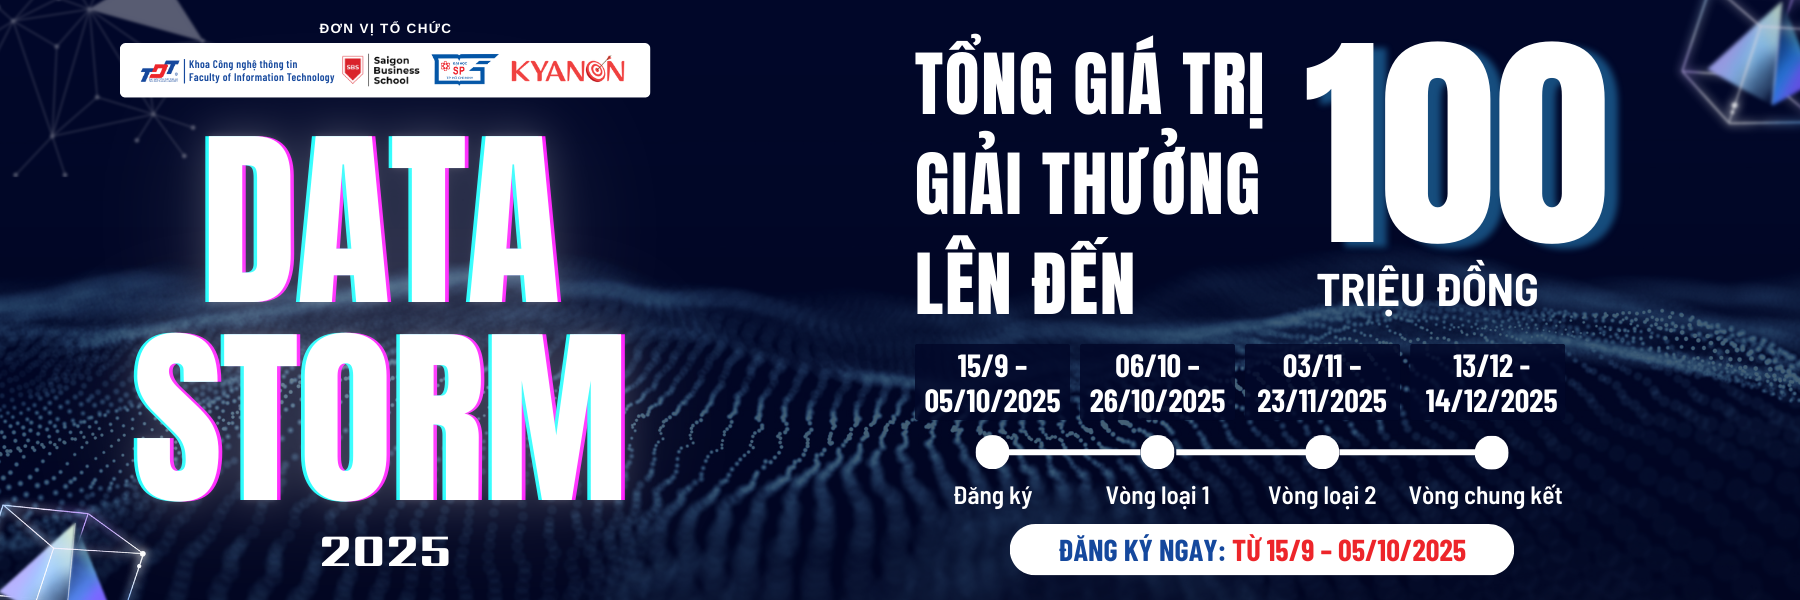 ĐƠN VỊ TỔ CHỨC
TDT
Khoa Công nghệ thông tin
Faculty of Information Technology
SBS
Saigon
Business
School
SP
KYANON
DATA
STORM
2025
TỔNG GIÁ TRỊ
GIẢI THƯỞNG
LÊN ĐẾN
100
TRIỆU ĐỒNG
15/9 –
05/10/2025
06/10 –
26/10/2025
03/11 –
23/11/2025
13/12 -
14/12/2025
Đăng ký
Vòng loại 1
Vòng loại 2
Vòng chung kết
ĐĂNG KÝ NGAY: TỪ 15/9 – 05/10/2025